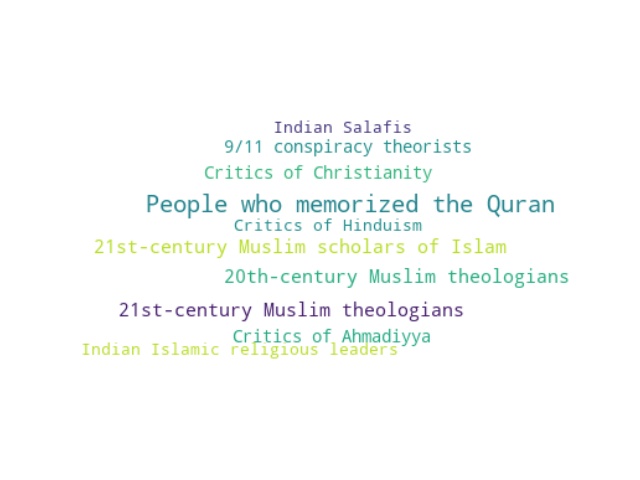 Indian Salafis
9/11 conspiracy theorists
Critics of Christianity
People who memorized the Quran
Critics of Hinduism
21st-century Muslim scholars of Islam
20th-century Muslim theologians
21st-century Muslim theologians
Critics of Ahmadiyya
Indian Islamic religious leaders